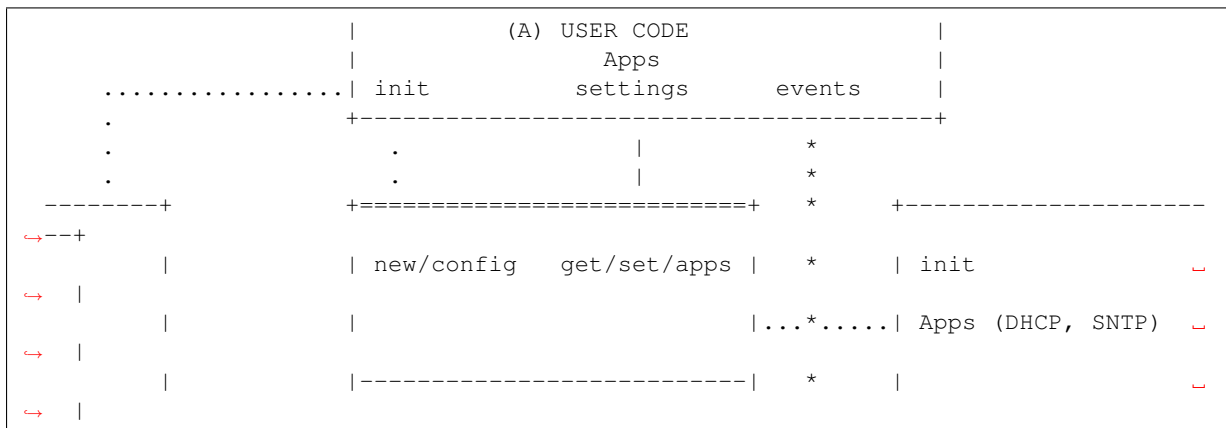 |          (A) USER CODE                 |
|                 Apps                   |
.................| init          settings      events     |
.                +----------------------------------------+
.                   .                |           *
.                   .                |           *
--------+            +===========================+   *     +---------------------
↪--+
|            | new/config   get/set/apps |   *     | init ␣
↪  |
|            |                           |...*.....| Apps (DHCP, SNTP) ␣
↪  |
|            |---------------------------|   *     | ␣
↪  |